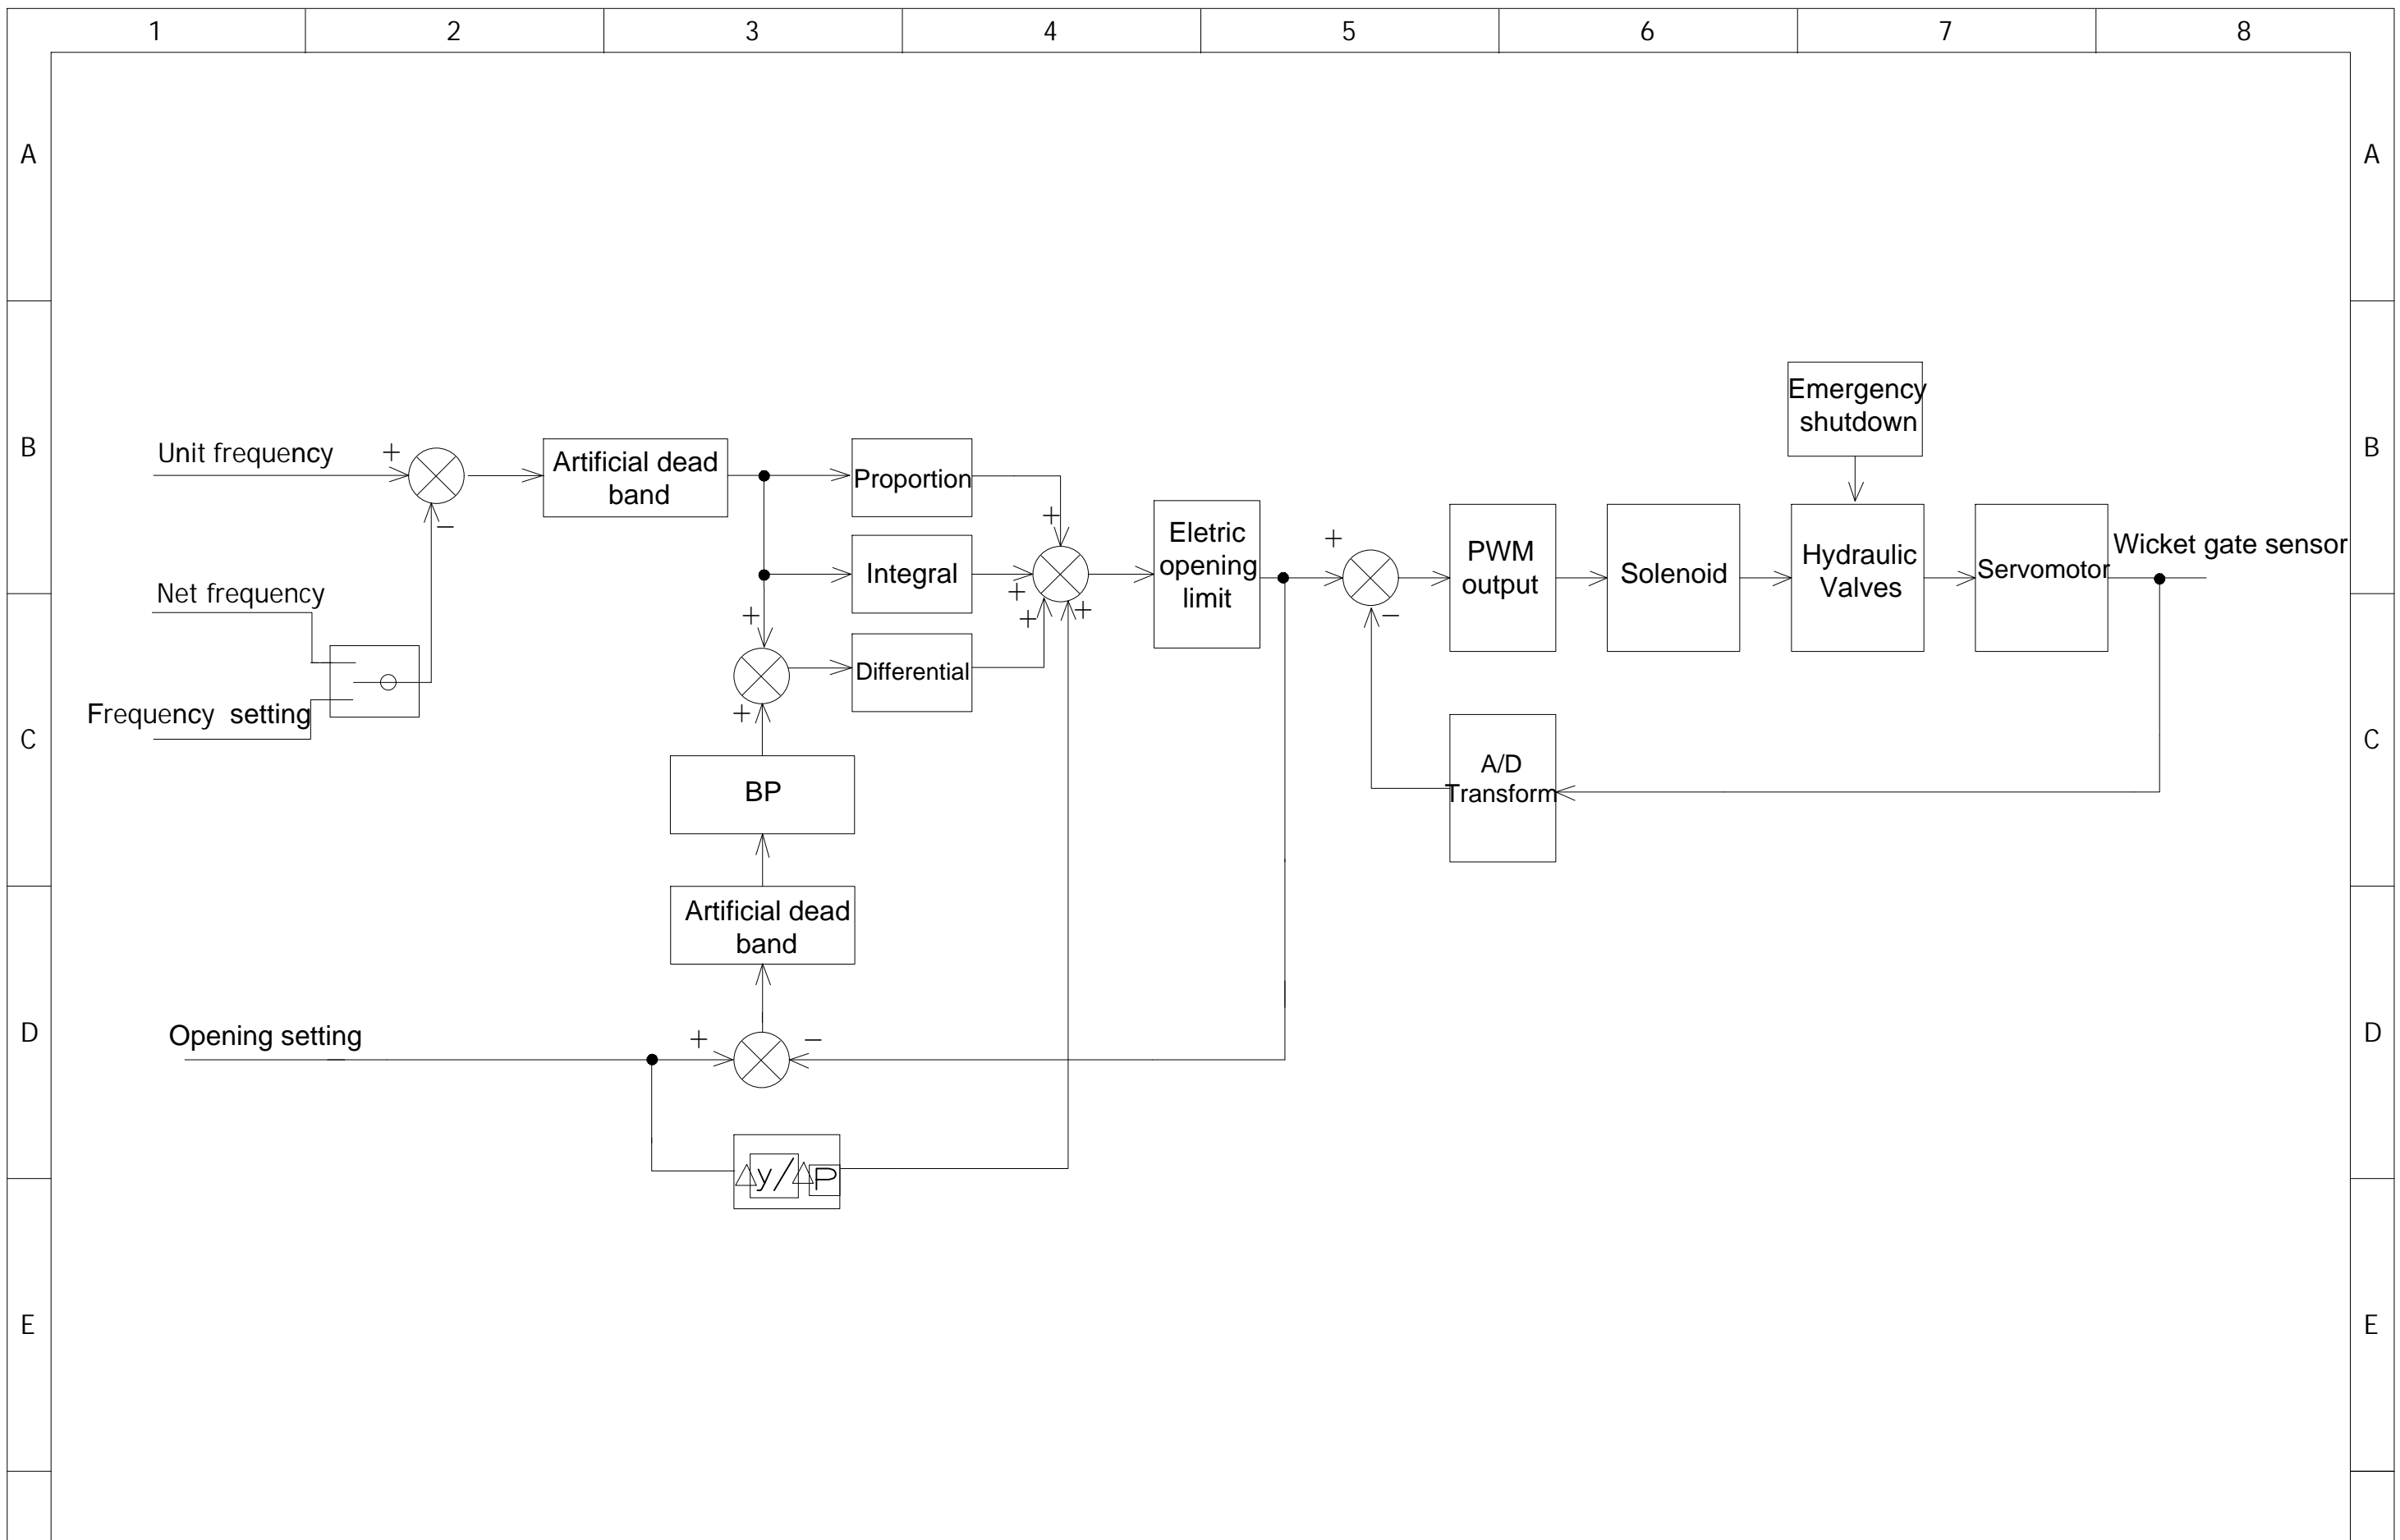 1 2 3 4 5 6 7 8
A A
Emergency
shutdown
B B
Unit frequency
+
Artificial dead
band
Proportion
−
+
Eletric
opening
limit
+
PWM
output
Solenoid
Hydraulic
Valves
Servomotor
Wicket gate sensor
Integral
Net frequency
+
+
+
+
+
−
Differential
Frequency setting
+
C C
BP
A/D
Transform
Artificial dead
band
D D
Opening setting
+
−
△y/△P
E E